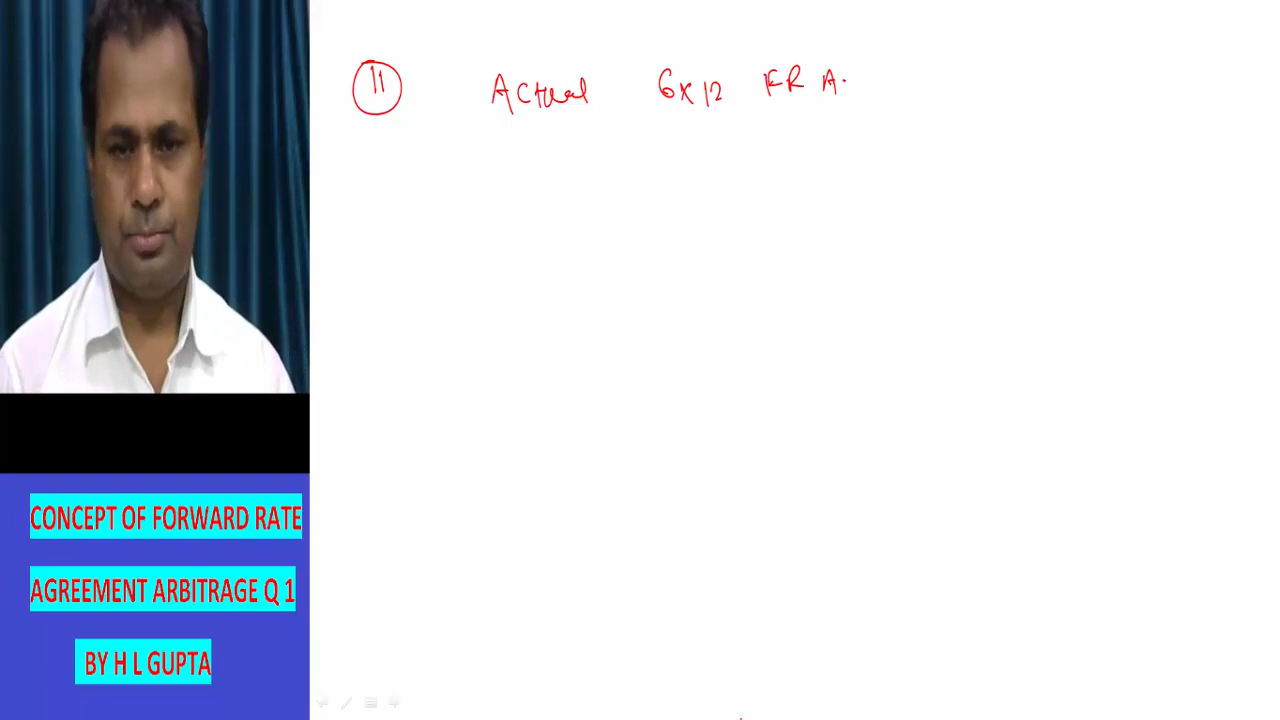 11 Actual 6x12 FRA.
CONCEPT OF FORWARD RATE
AGREEMENT ARBITRAGE Q 1
BY H L GUPTA